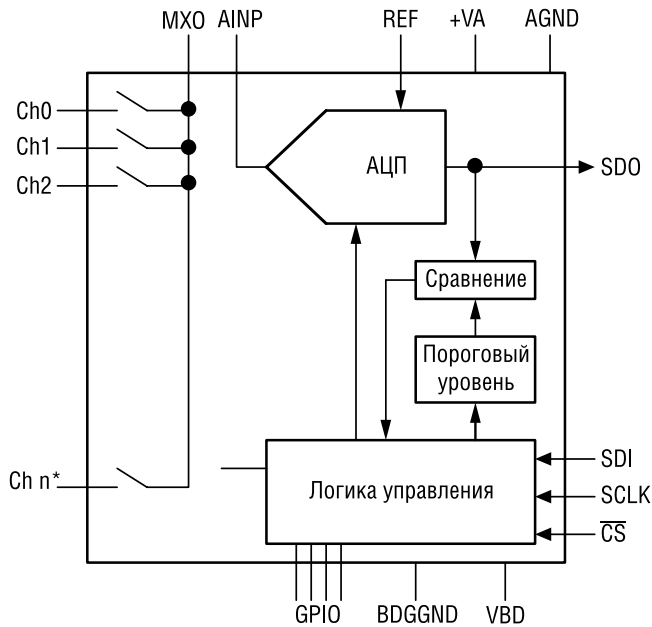 MXO AINP REF +VA AGND
Ch0
Ch1
Ch2
АЦП
SDO
Сравнение
Пороговый
уровень
Ch n*
Логика управления
SDI
SCLK
CS
GPIO BDGGND VBD